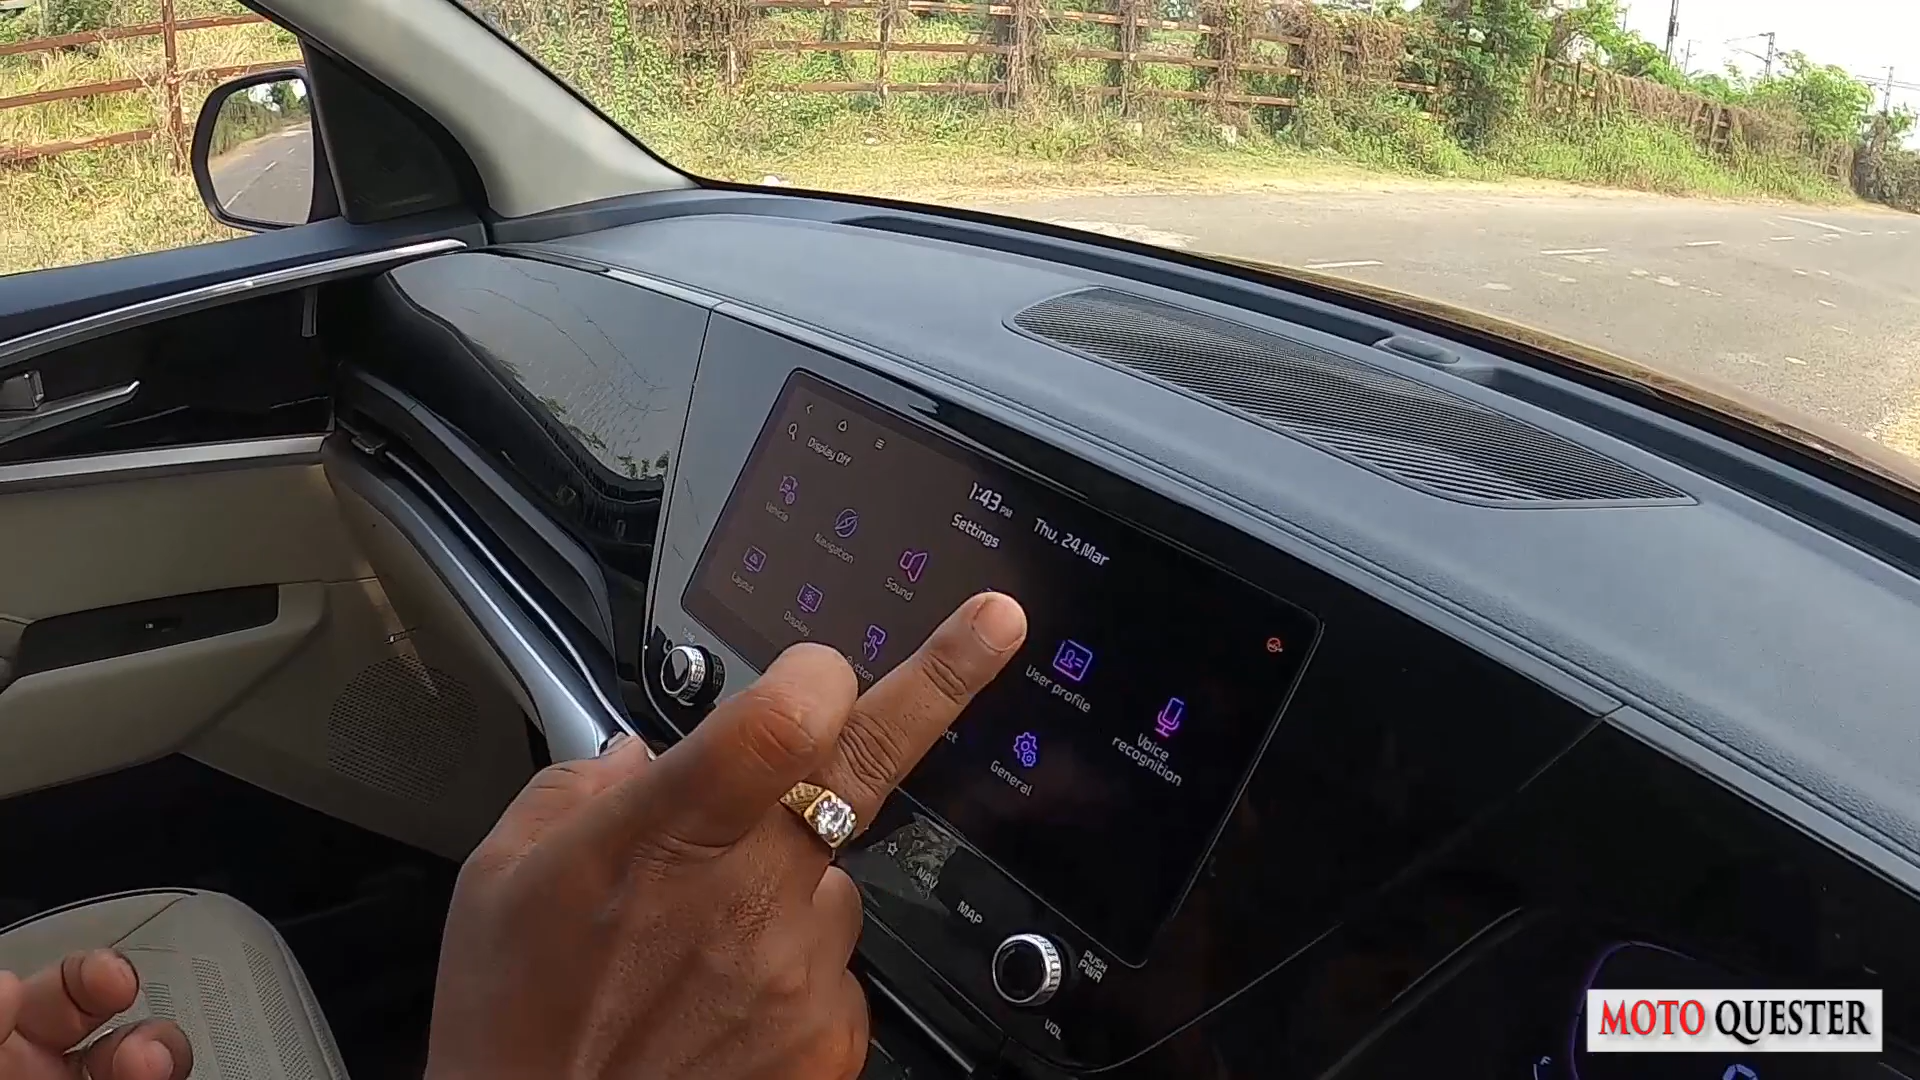 Display Off
1:43 PM
Thu, 24.Mar
Settings
Vehicle
Navigation
Sound
User profile
Voice
recognition
Layout
Display
General
NAV
MAP
PUSH
PWR
VOL
F
MOTO QUESTER